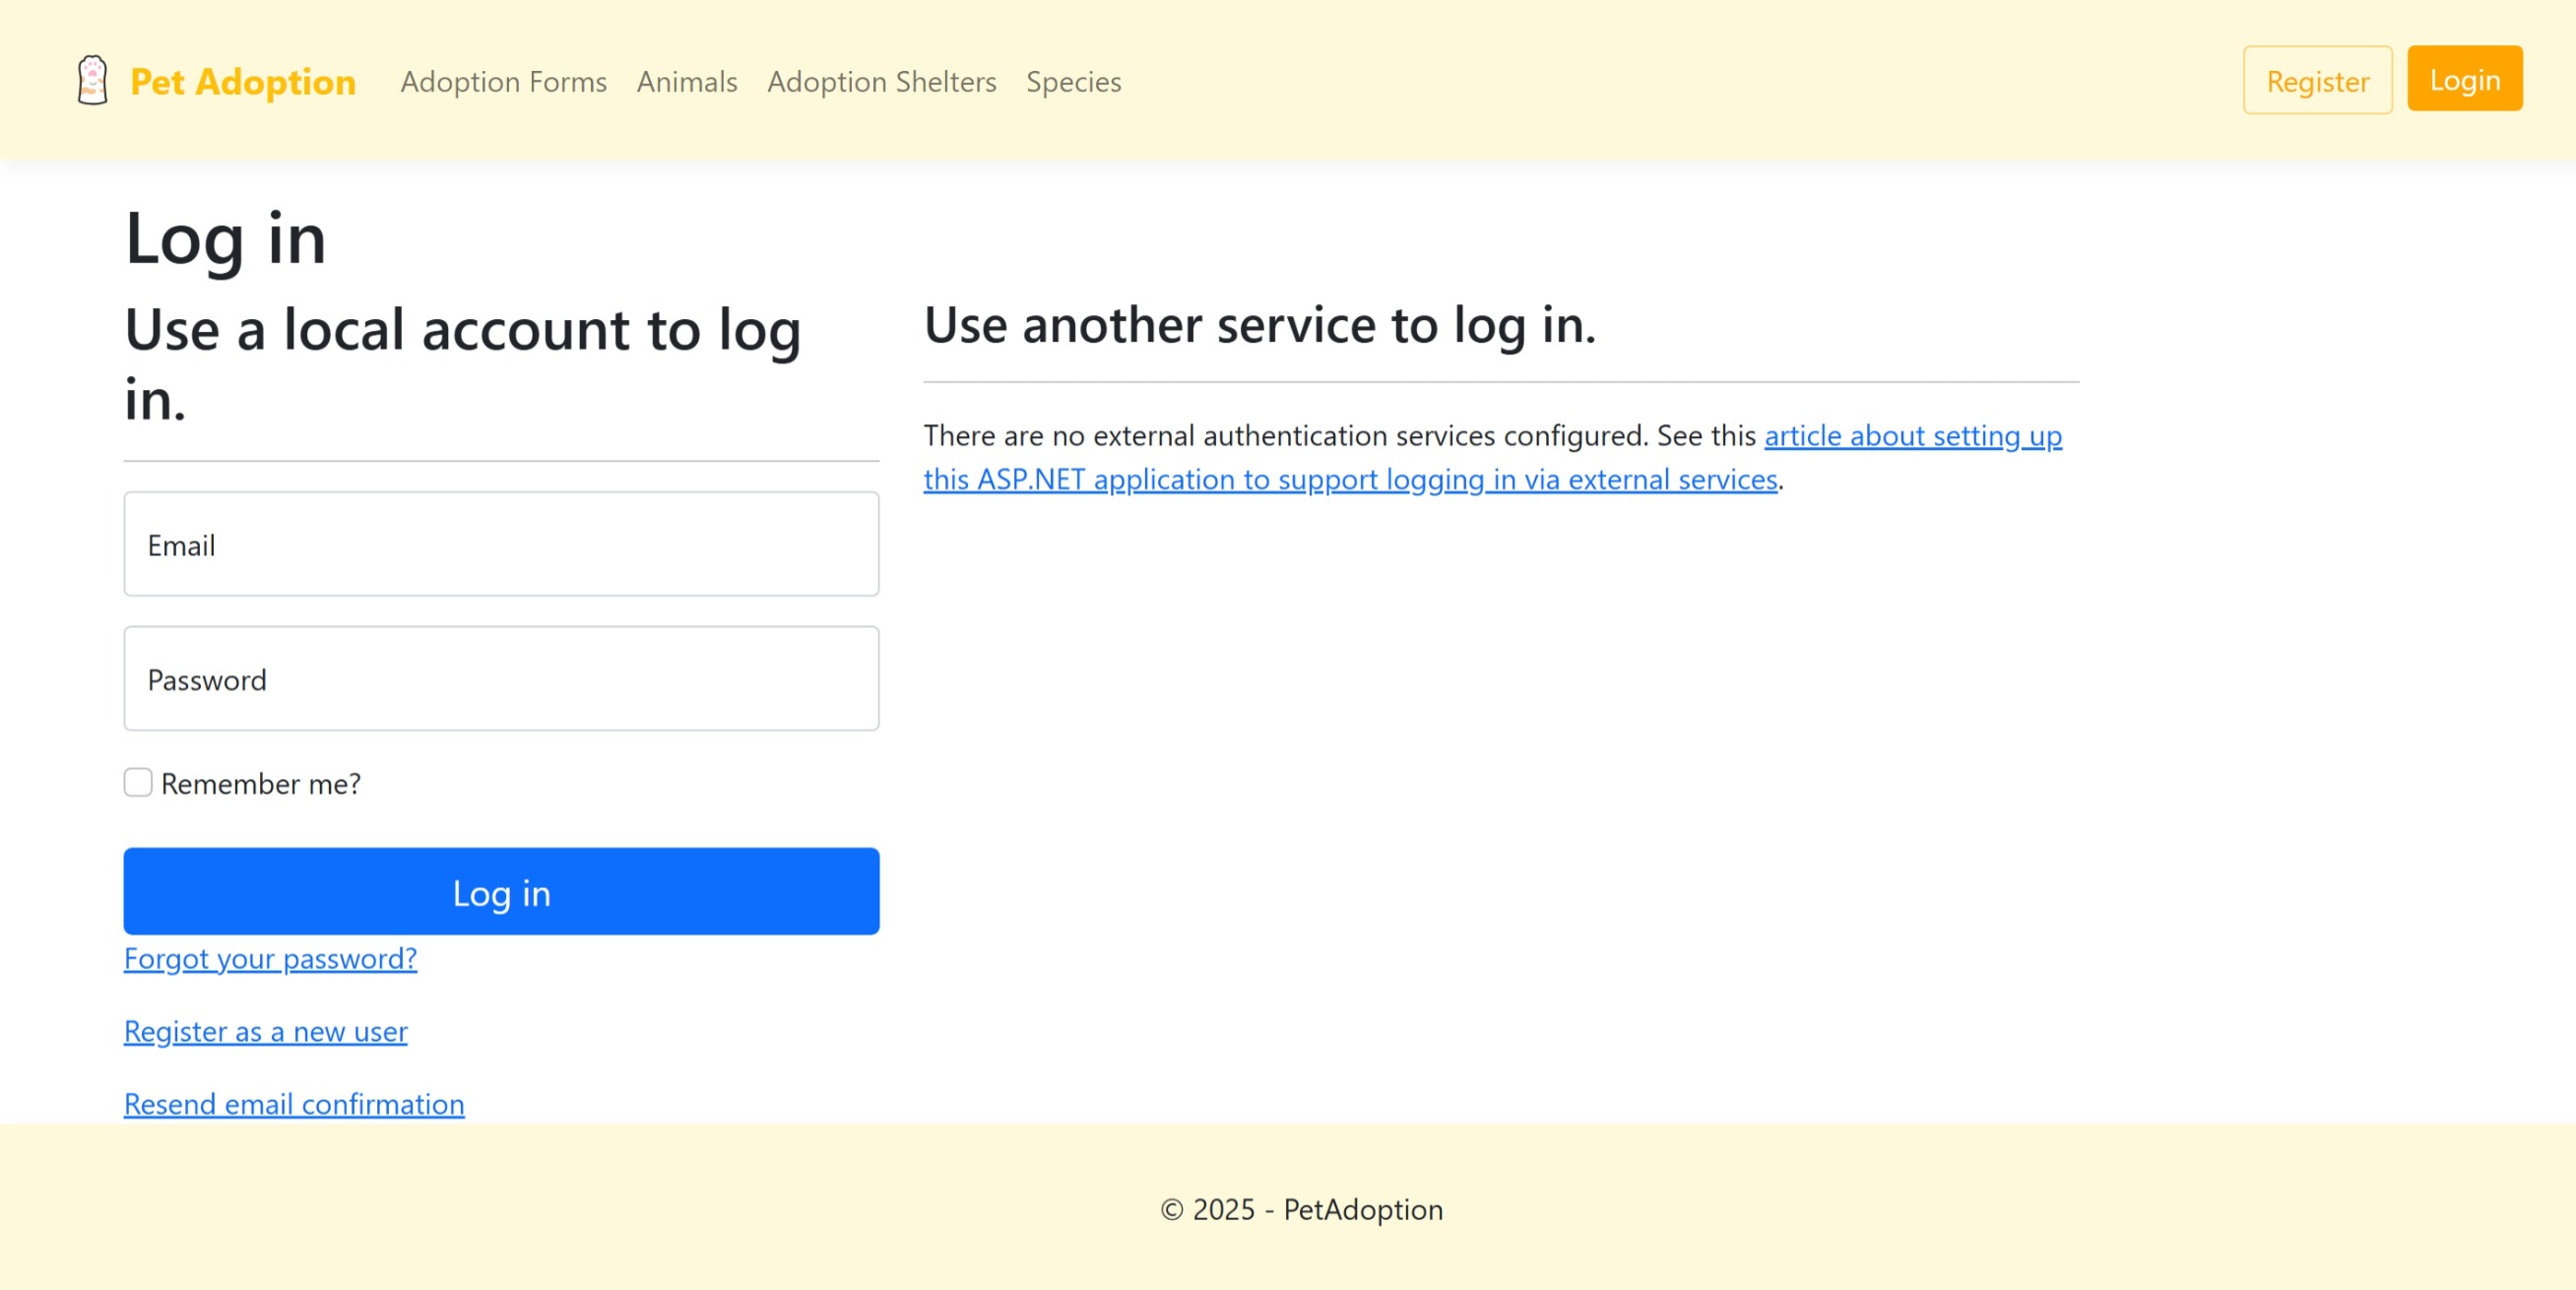 Pet Adoption Adoption Forms Animals Adoption Shelters Species Register Login
Log in
Use a local account to log
in.
Email
Password
Remember me?
Log in
Forgot your password?
Register as a new user
Resend email confirmation
Use another service to log in.
There are no external authentication services configured. See this article about setting up
this ASP.NET application to support logging in via external services.
© 2025 - PetAdoption